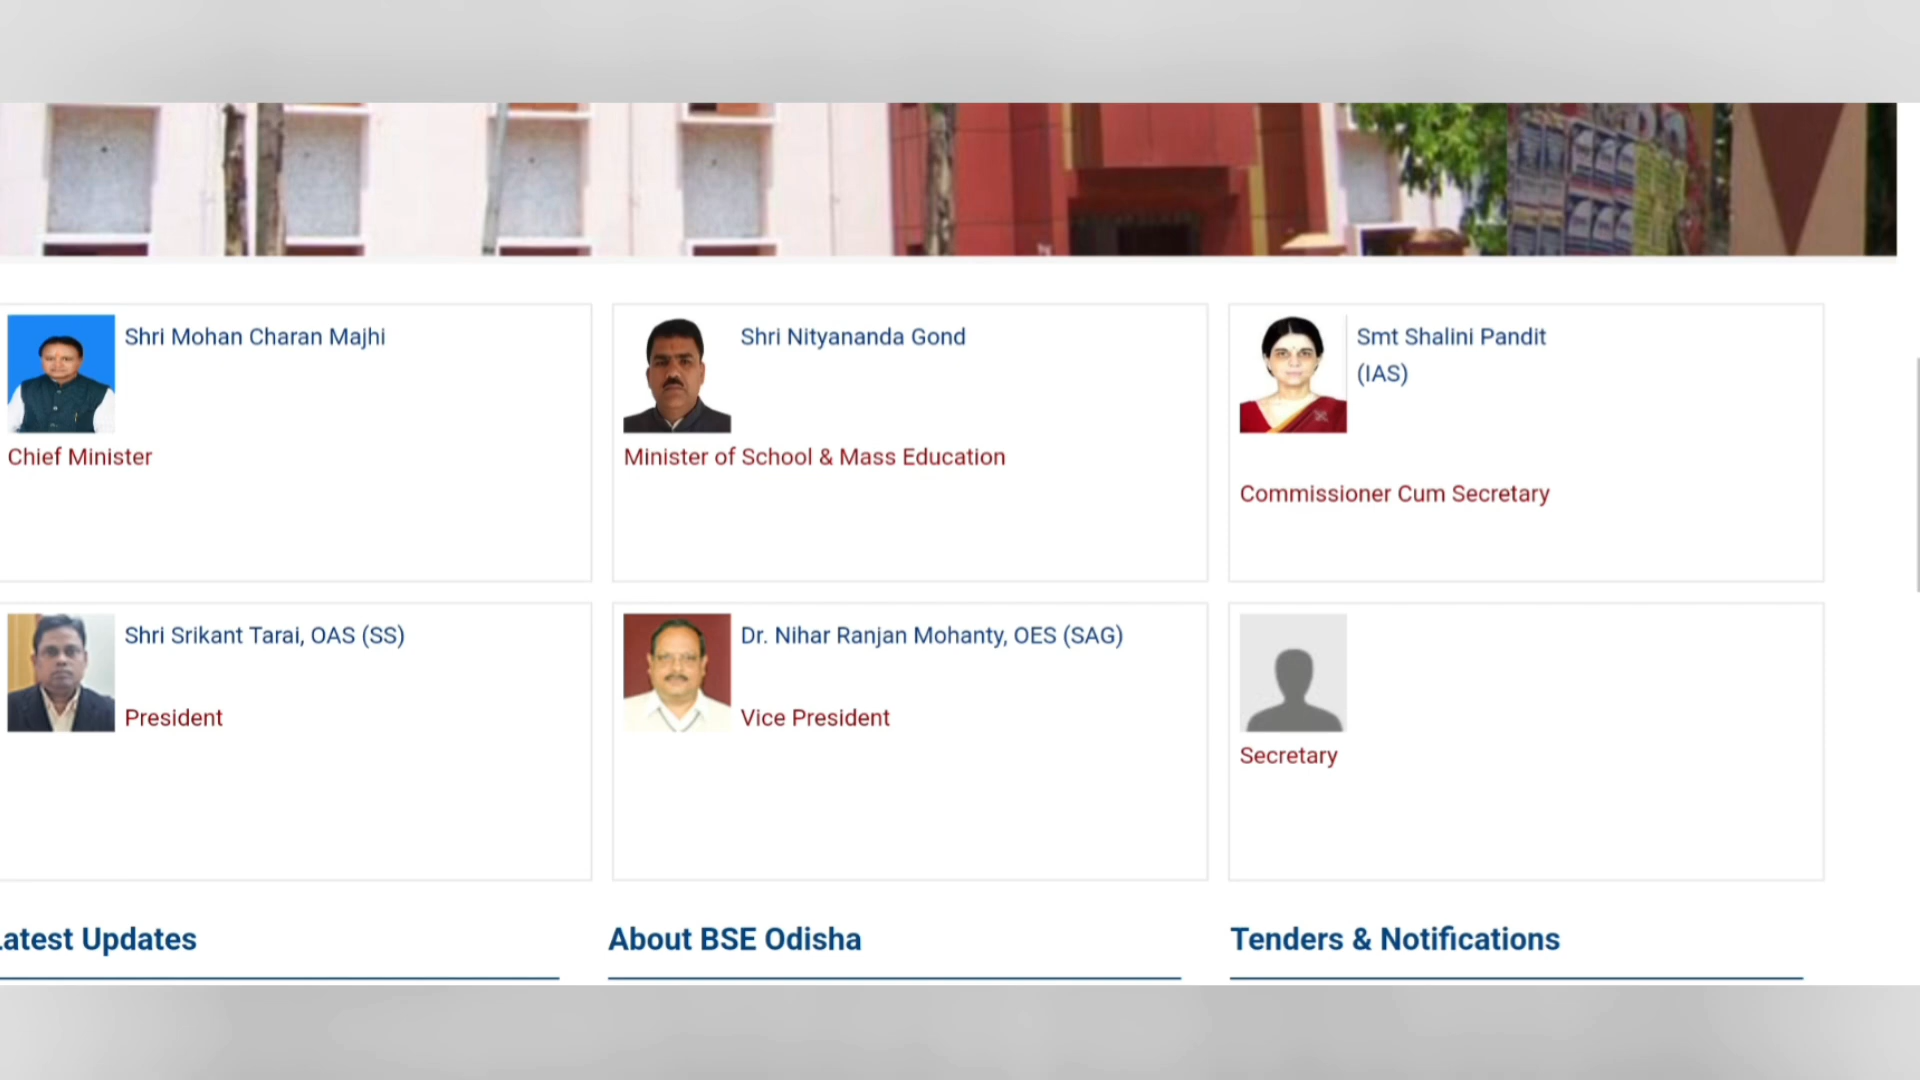 Shri Mohan Charan Majhi
Chief Minister
Shri Nityananda Gond
Minister of School & Mass Education
Smt Shalini Pandit
(IAS)
Commissioner Cum Secretary
Shri Srikant Tarai, OAS (SS)
President
Dr. Nihar Ranjan Mohanty, OES (SAG)
Vice President
Secretary
Latest Updates
About BSE Odisha
Tenders & Notifications